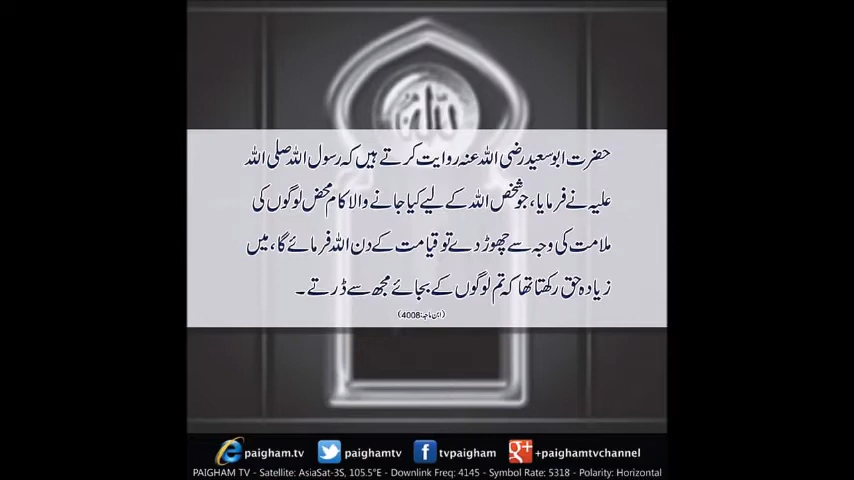 اللہ
حضرت ابو سعید رضی اللہ عنہ روایت کرتے ہیں کہ رسول اللہ صلی اللہ
علیہ نے فرمایا، جو شخص اللہ کے لیے کیا جانے والا کام محض لوگوں کی
ملامت کی وجہ سے چھوڑ دے تو قیامت کے دن اللہ فرمائے گا، میں
زیادہ حق رکھتا تھا کہ تم لوگوں کے بجائے مجھ سے ڈرتے ۔
(ابن ماجہ: 4008)
paigham.tv paighamtv tvpaigham +paighamtvchannel
PAIGHAM TV - Satellite: AsiaSat-3S, 105.5°E - Downlink Freq: 4145 - Symbol Rate: 5318 - Polarity: Horizontal